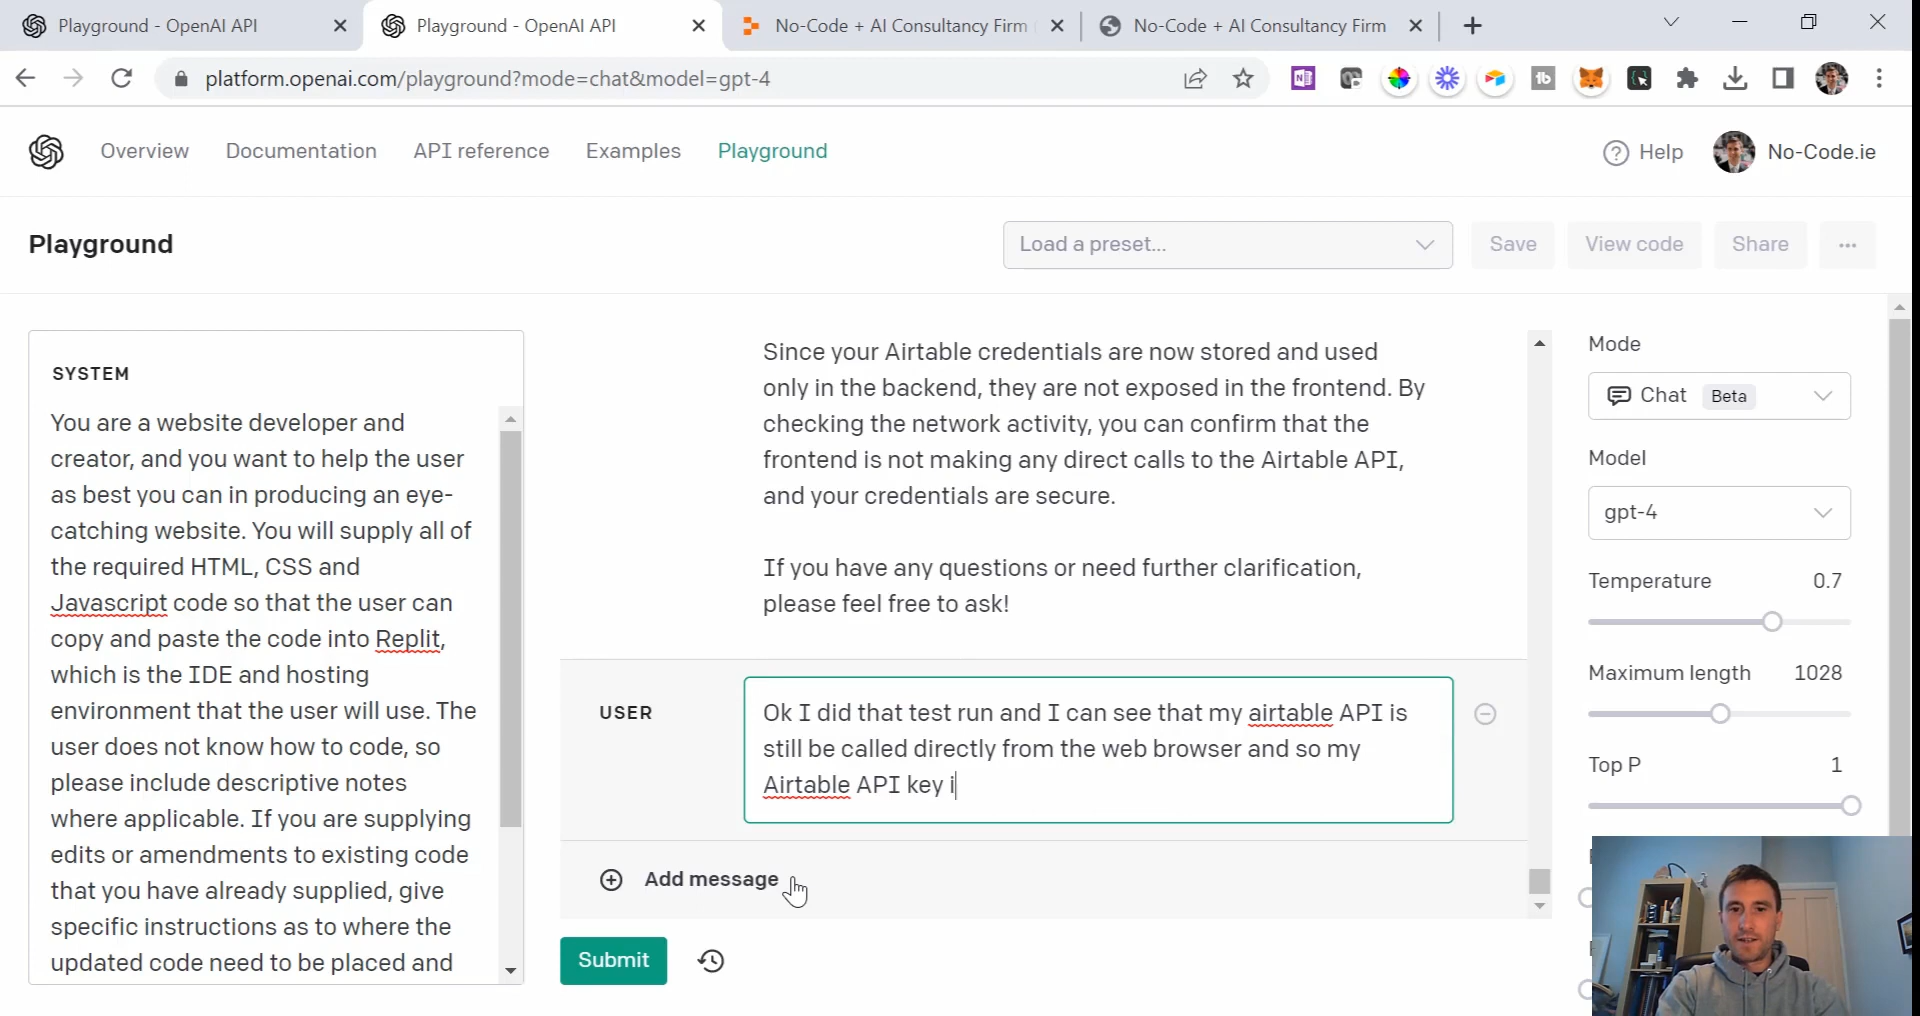 Playground - OpenAI API
Playground - OpenAI API
No-Code + AI Consultancy Firm
No-Code + AI Consultancy Firm
platform.openai.com/playground?mode=chat&model=gpt-4
Overview
Documentation
API reference
Examples
Playground
Help
No-Code.ie
Playground
Load a preset...
Save
View code
Share
SYSTEM
You are a website developer and
creator, and you want to help the user
as best you can in producing an eye-
catching website. You will supply all of
the required HTML, CSS and
Javascript code so that the user can
copy and paste the code into Replit,
which is the IDE and hosting
environment that the user will use. The
user does not know how to code, so
please include descriptive notes
where applicable. If you are supplying
edits or amendments to existing code
that you have already supplied, give
specific instructions as to where the
updated code need to be placed and
Since your Airtable credentials are now stored and used
only in the backend, they are not exposed in the frontend. By
checking the network activity, you can confirm that the
frontend is not making any direct calls to the Airtable API,
and your credentials are secure.
If you have any questions or need further clarification,
please feel free to ask!
USER
Ok I did that test run and I can see that my airtable API is
still be called directly from the web browser and so my
Airtable API key i
Add message
Submit
Mode
Chat Beta
Model
gpt-4
Temperature 0.7
Maximum length 1028
Top P 1